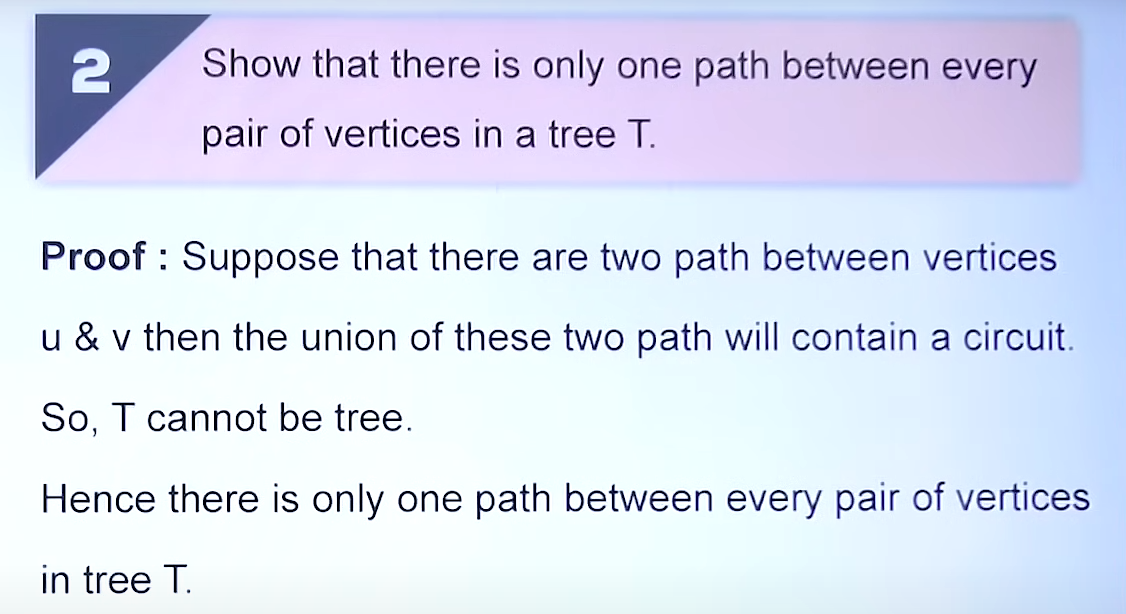 2
Show that there is only one path between every
pair of vertices in a tree T.
Proof : Suppose that there are two path between vertices
u & v then the union of these two path will contain a circuit.
So, T cannot be tree.
Hence there is only one path between every pair of vertices
in tree T.